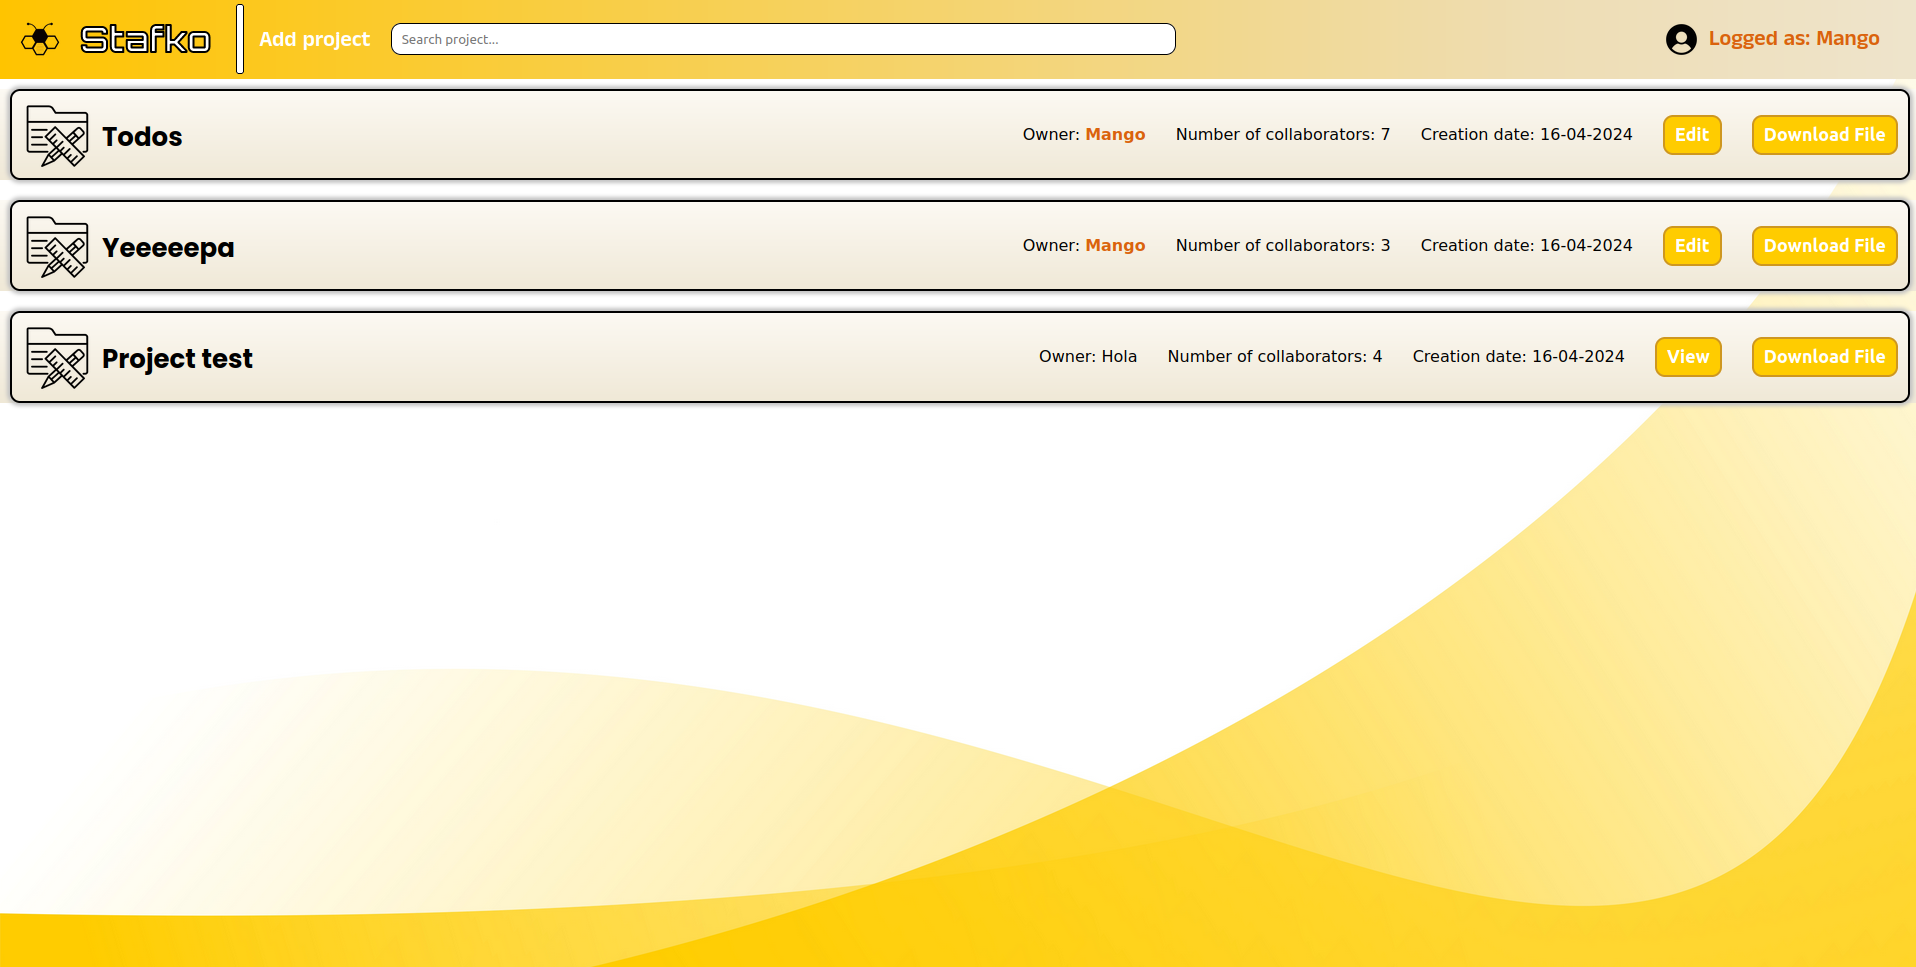 Stafko Add project Search project... Logged as: Mango
Todos Owner: Mango Number of collaborators: 7 Creation date: 16-04-2024 Edit Download File
Yeeeeepa Owner: Mango Number of collaborators: 3 Creation date: 16-04-2024 Edit Download File
Project test Owner: Hola Number of collaborators: 4 Creation date: 16-04-2024 View Download File